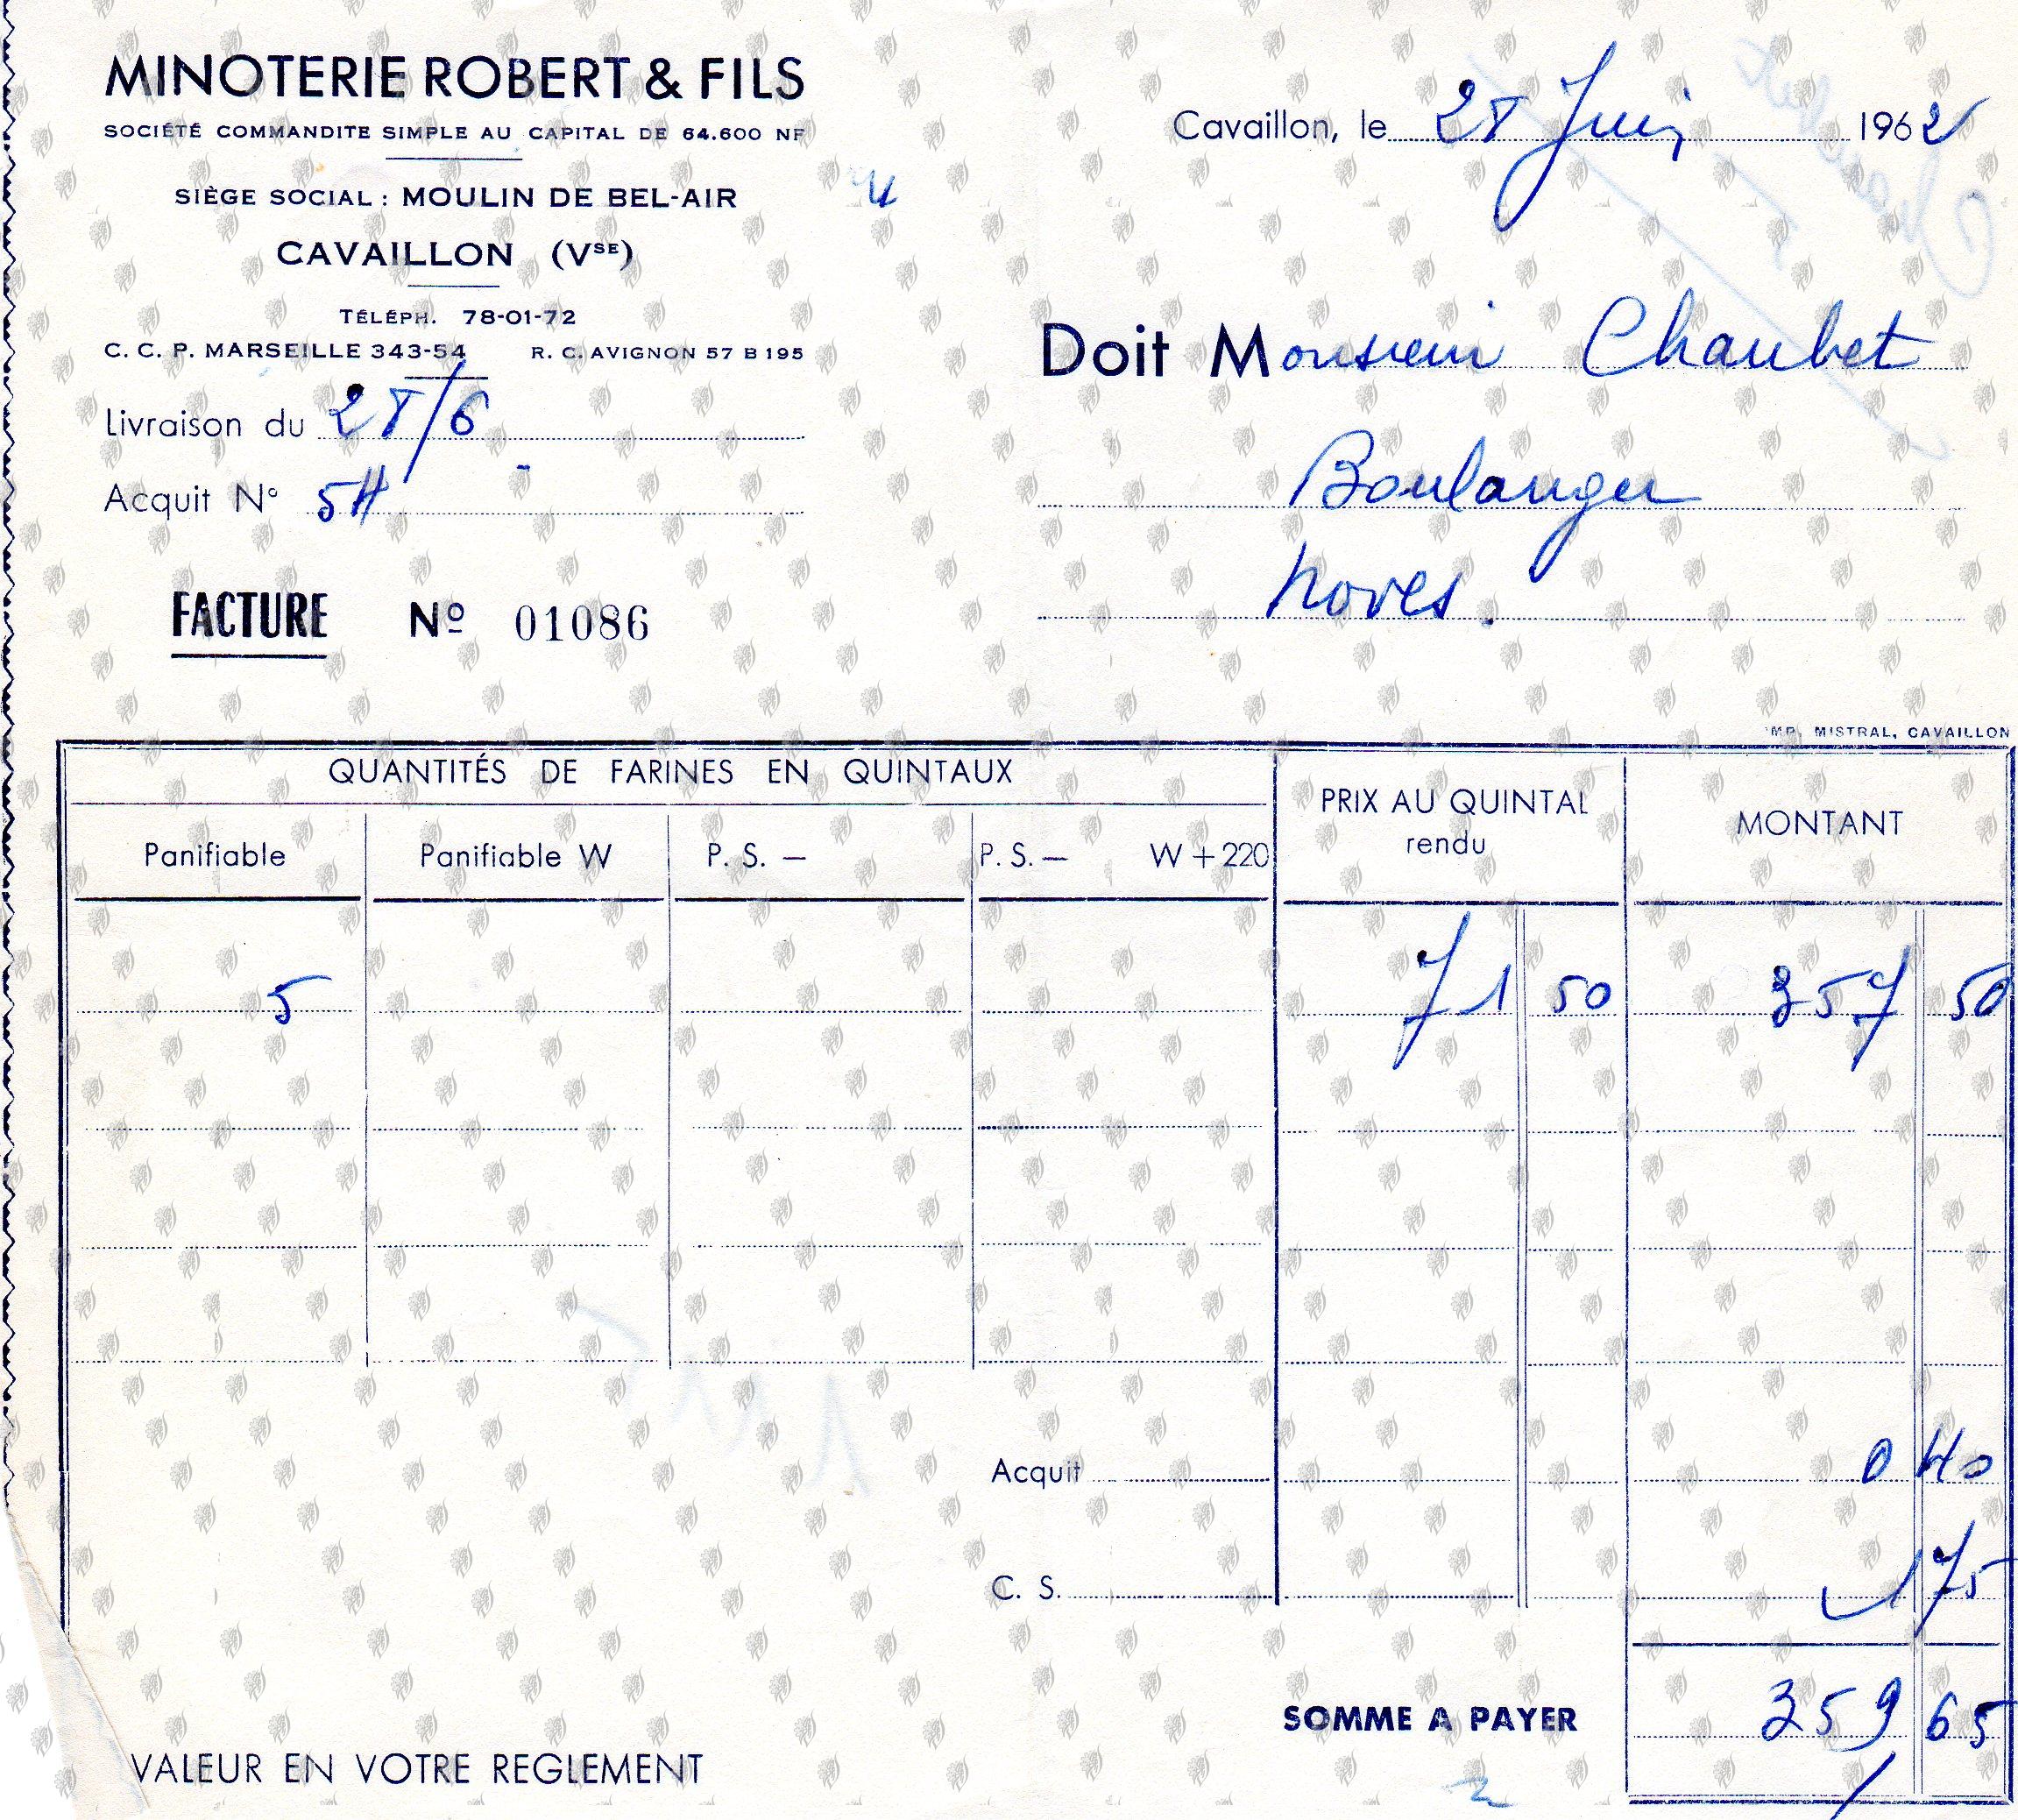 MINOTERIE ROBERT & FILS
SOCIÉTÉ COMMANDITE SIMPLE AU CAPITAL DE 64.600 NF
SIÈGE SOCIAL : MOULIN DE BEL-AIR
CAVAILLON (VSE)
TÉLÉPH. 78-01-72
C. C. P. MARSEILLE 343-54 R. C. AVIGNON 57 B 195
Livraison du 28/6
Acquit N° 54
FACTURE Nº 01086
Cavaillon, le 28 Juin 1962
Doit Monsieur Chaubet
Boulanger
Noves.
IMP. MISTRAL, CAVAILLON
QUANTITÉS DE FARINES EN QUINTAUX
PRIX AU QUINTAL
rendu
MONTANT
Panifiable Panifiable W P. S. — P. S. — W + 220
5 71 50 357 50
Acquit 0 40
C. S. 1 75
SOMME A PAYER 359 65
VALEUR EN VOTRE REGLEMENT